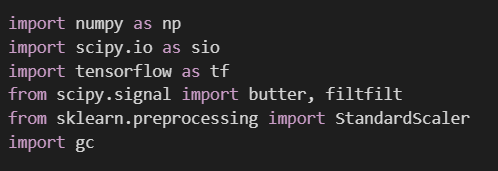 import numpy as np
import scipy.io as sio
import tensorflow as tf
from scipy.signal import butter, filtfilt
from sklearn.preprocessing import StandardScaler
import gc